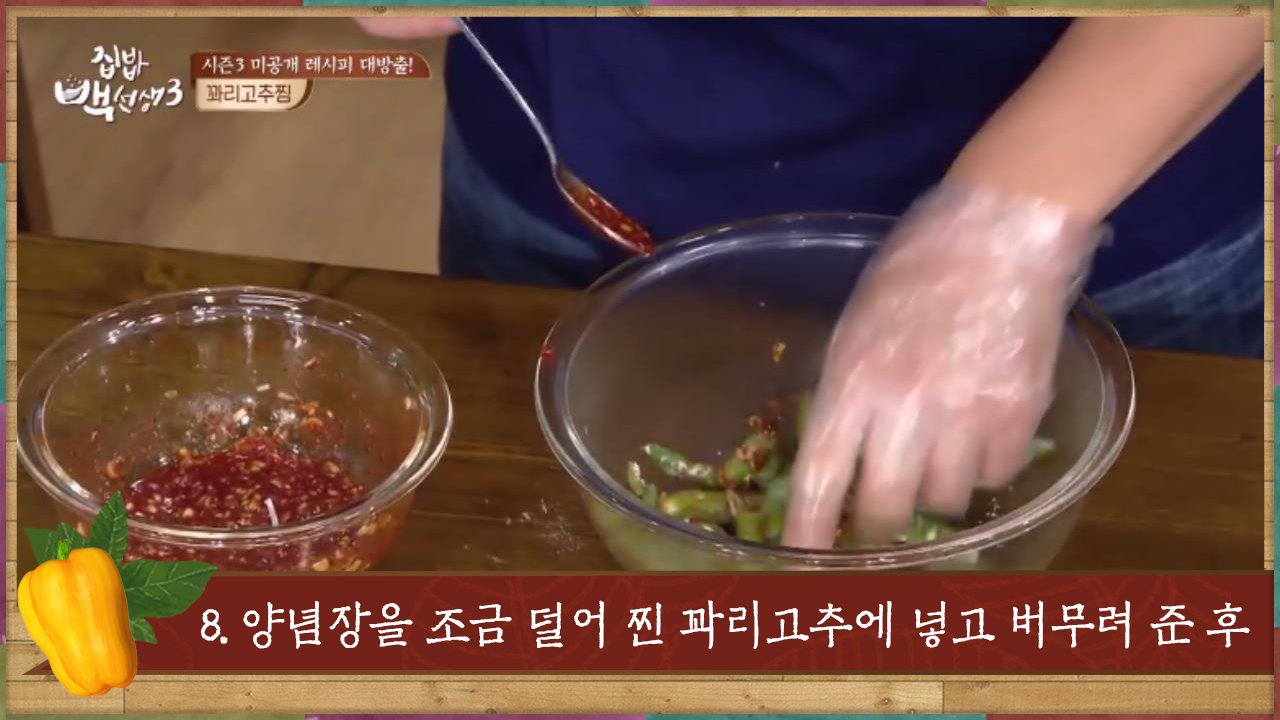 집밥
백선생3
시즌3 미공개 레시피 대방출!
꽈리고추찜
8. 양념장을 조금 덜어 찐 꽈리고추에 넣고 버무려 준 후